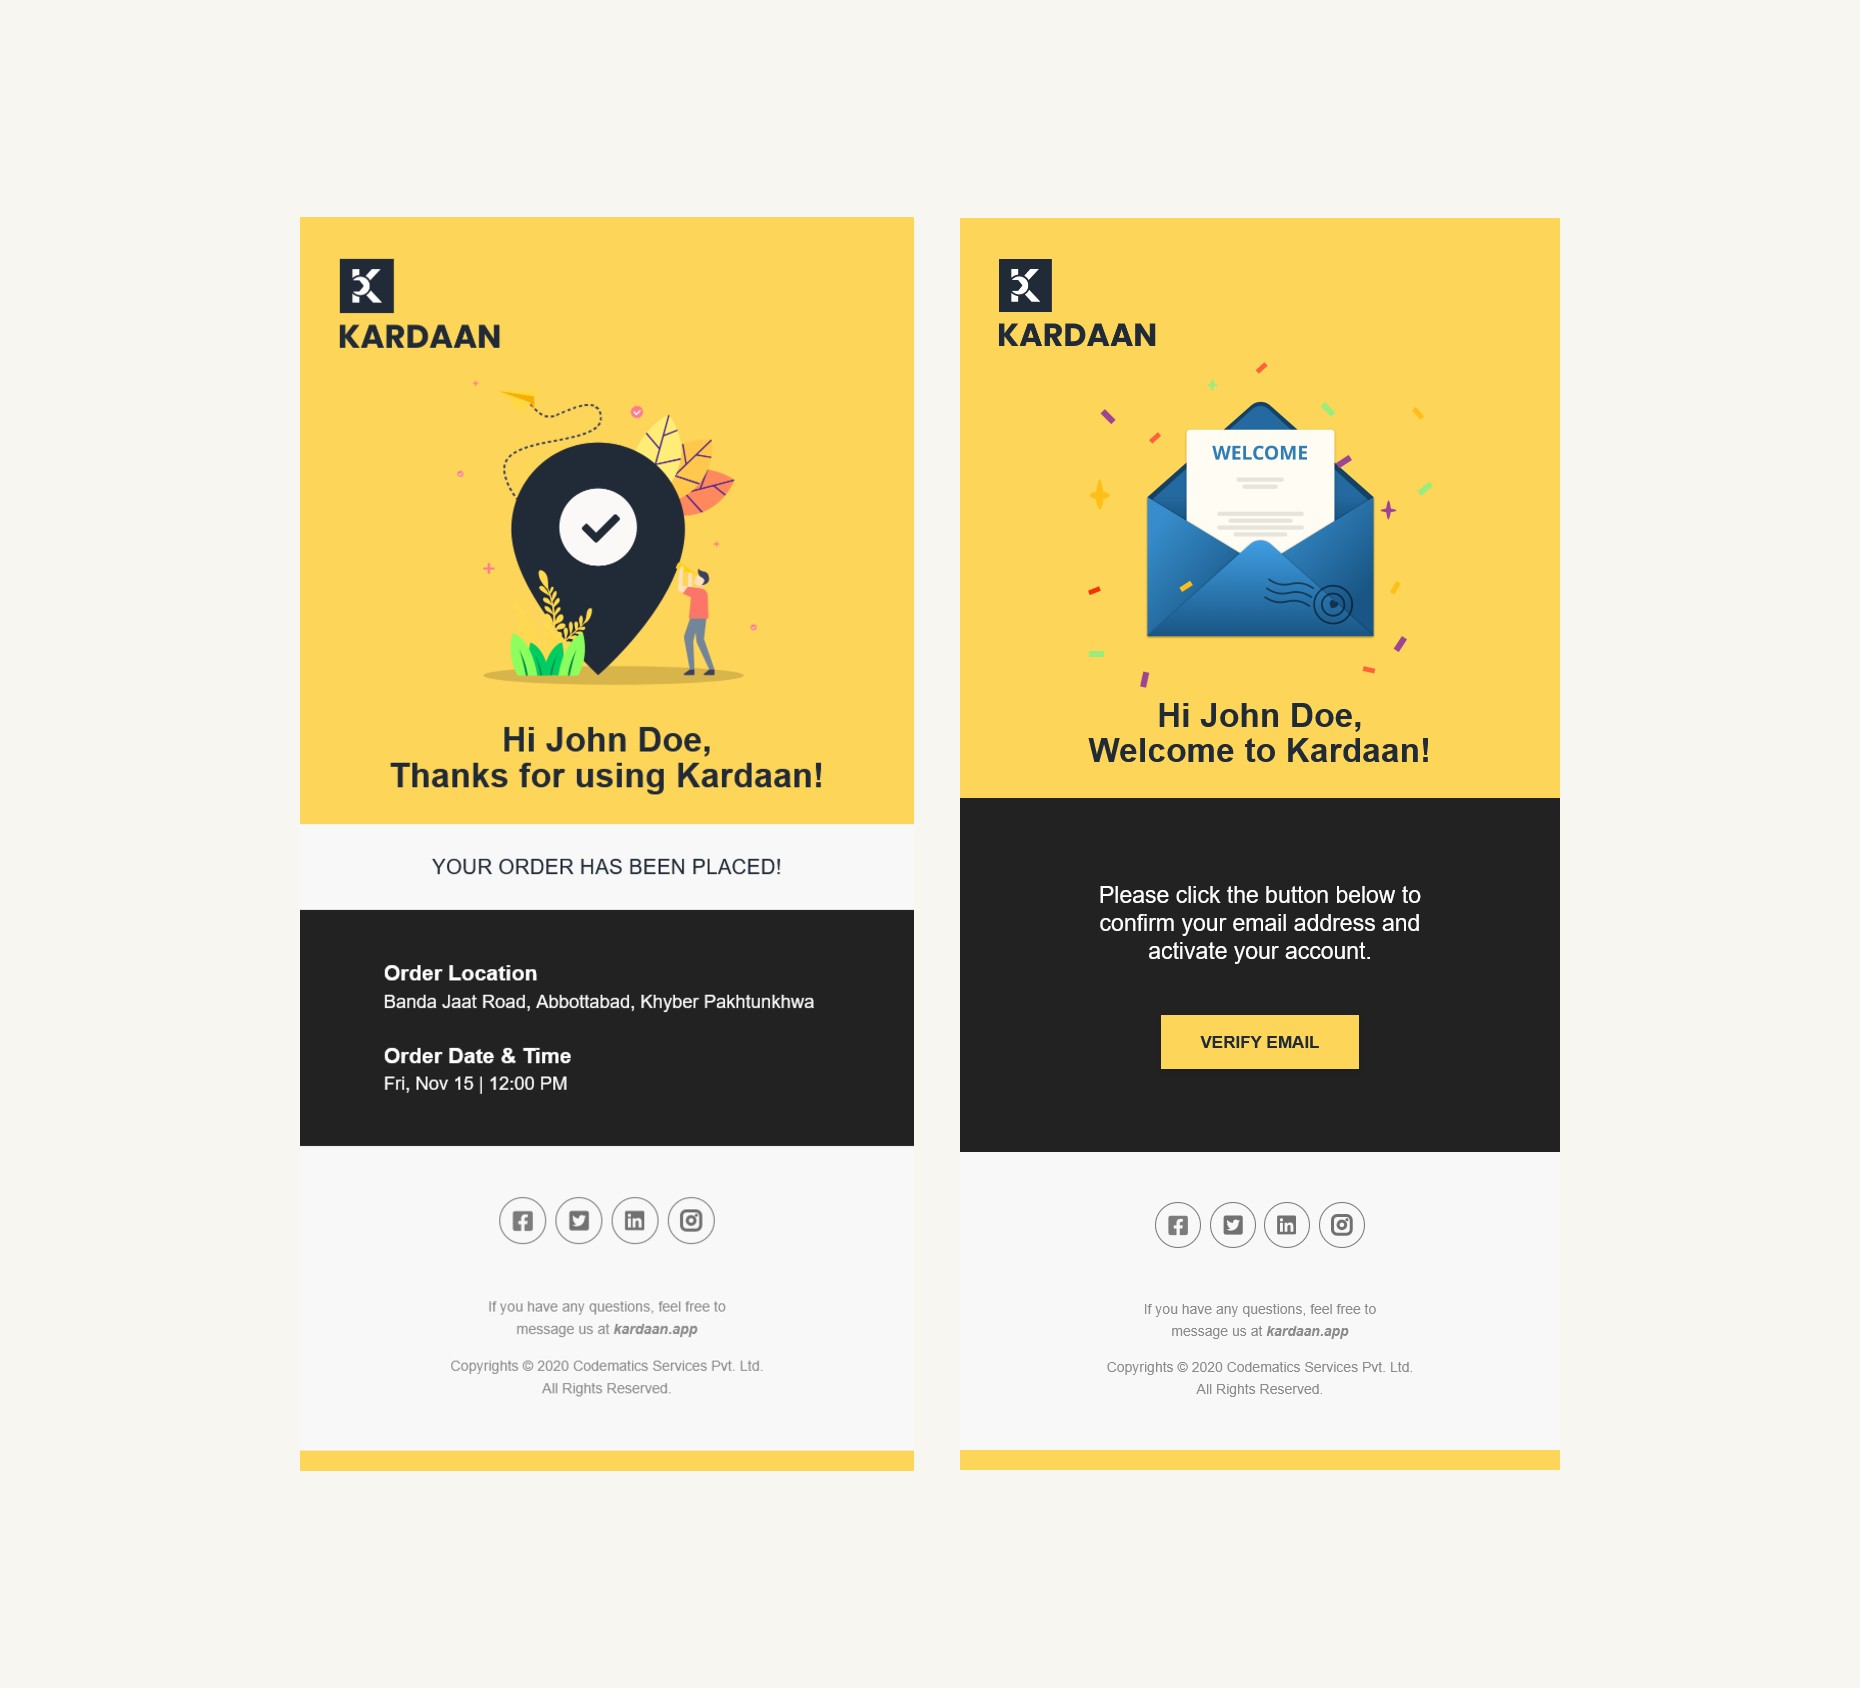 KARDAAN
Hi John Doe,
Thanks for using Kardaan!
YOUR ORDER HAS BEEN PLACED!
Order Location
Banda Jaat Road, Abbottabad, Khyber Pakhtunkhwa
Order Date & Time
Fri, Nov 15 | 12:00 PM
If you have any questions, feel free to
message us at kardaan.app
Copyrights © 2020 Codematics Services Pvt. Ltd.
All Rights Reserved.
KARDAAN
WELCOME
Hi John Doe,
Welcome to Kardaan!
Please click the button below to
confirm your email address and
activate your account.
VERIFY EMAIL
If you have any questions, feel free to
message us at kardaan.app
Copyrights © 2020 Codematics Services Pvt. Ltd.
All Rights Reserved.